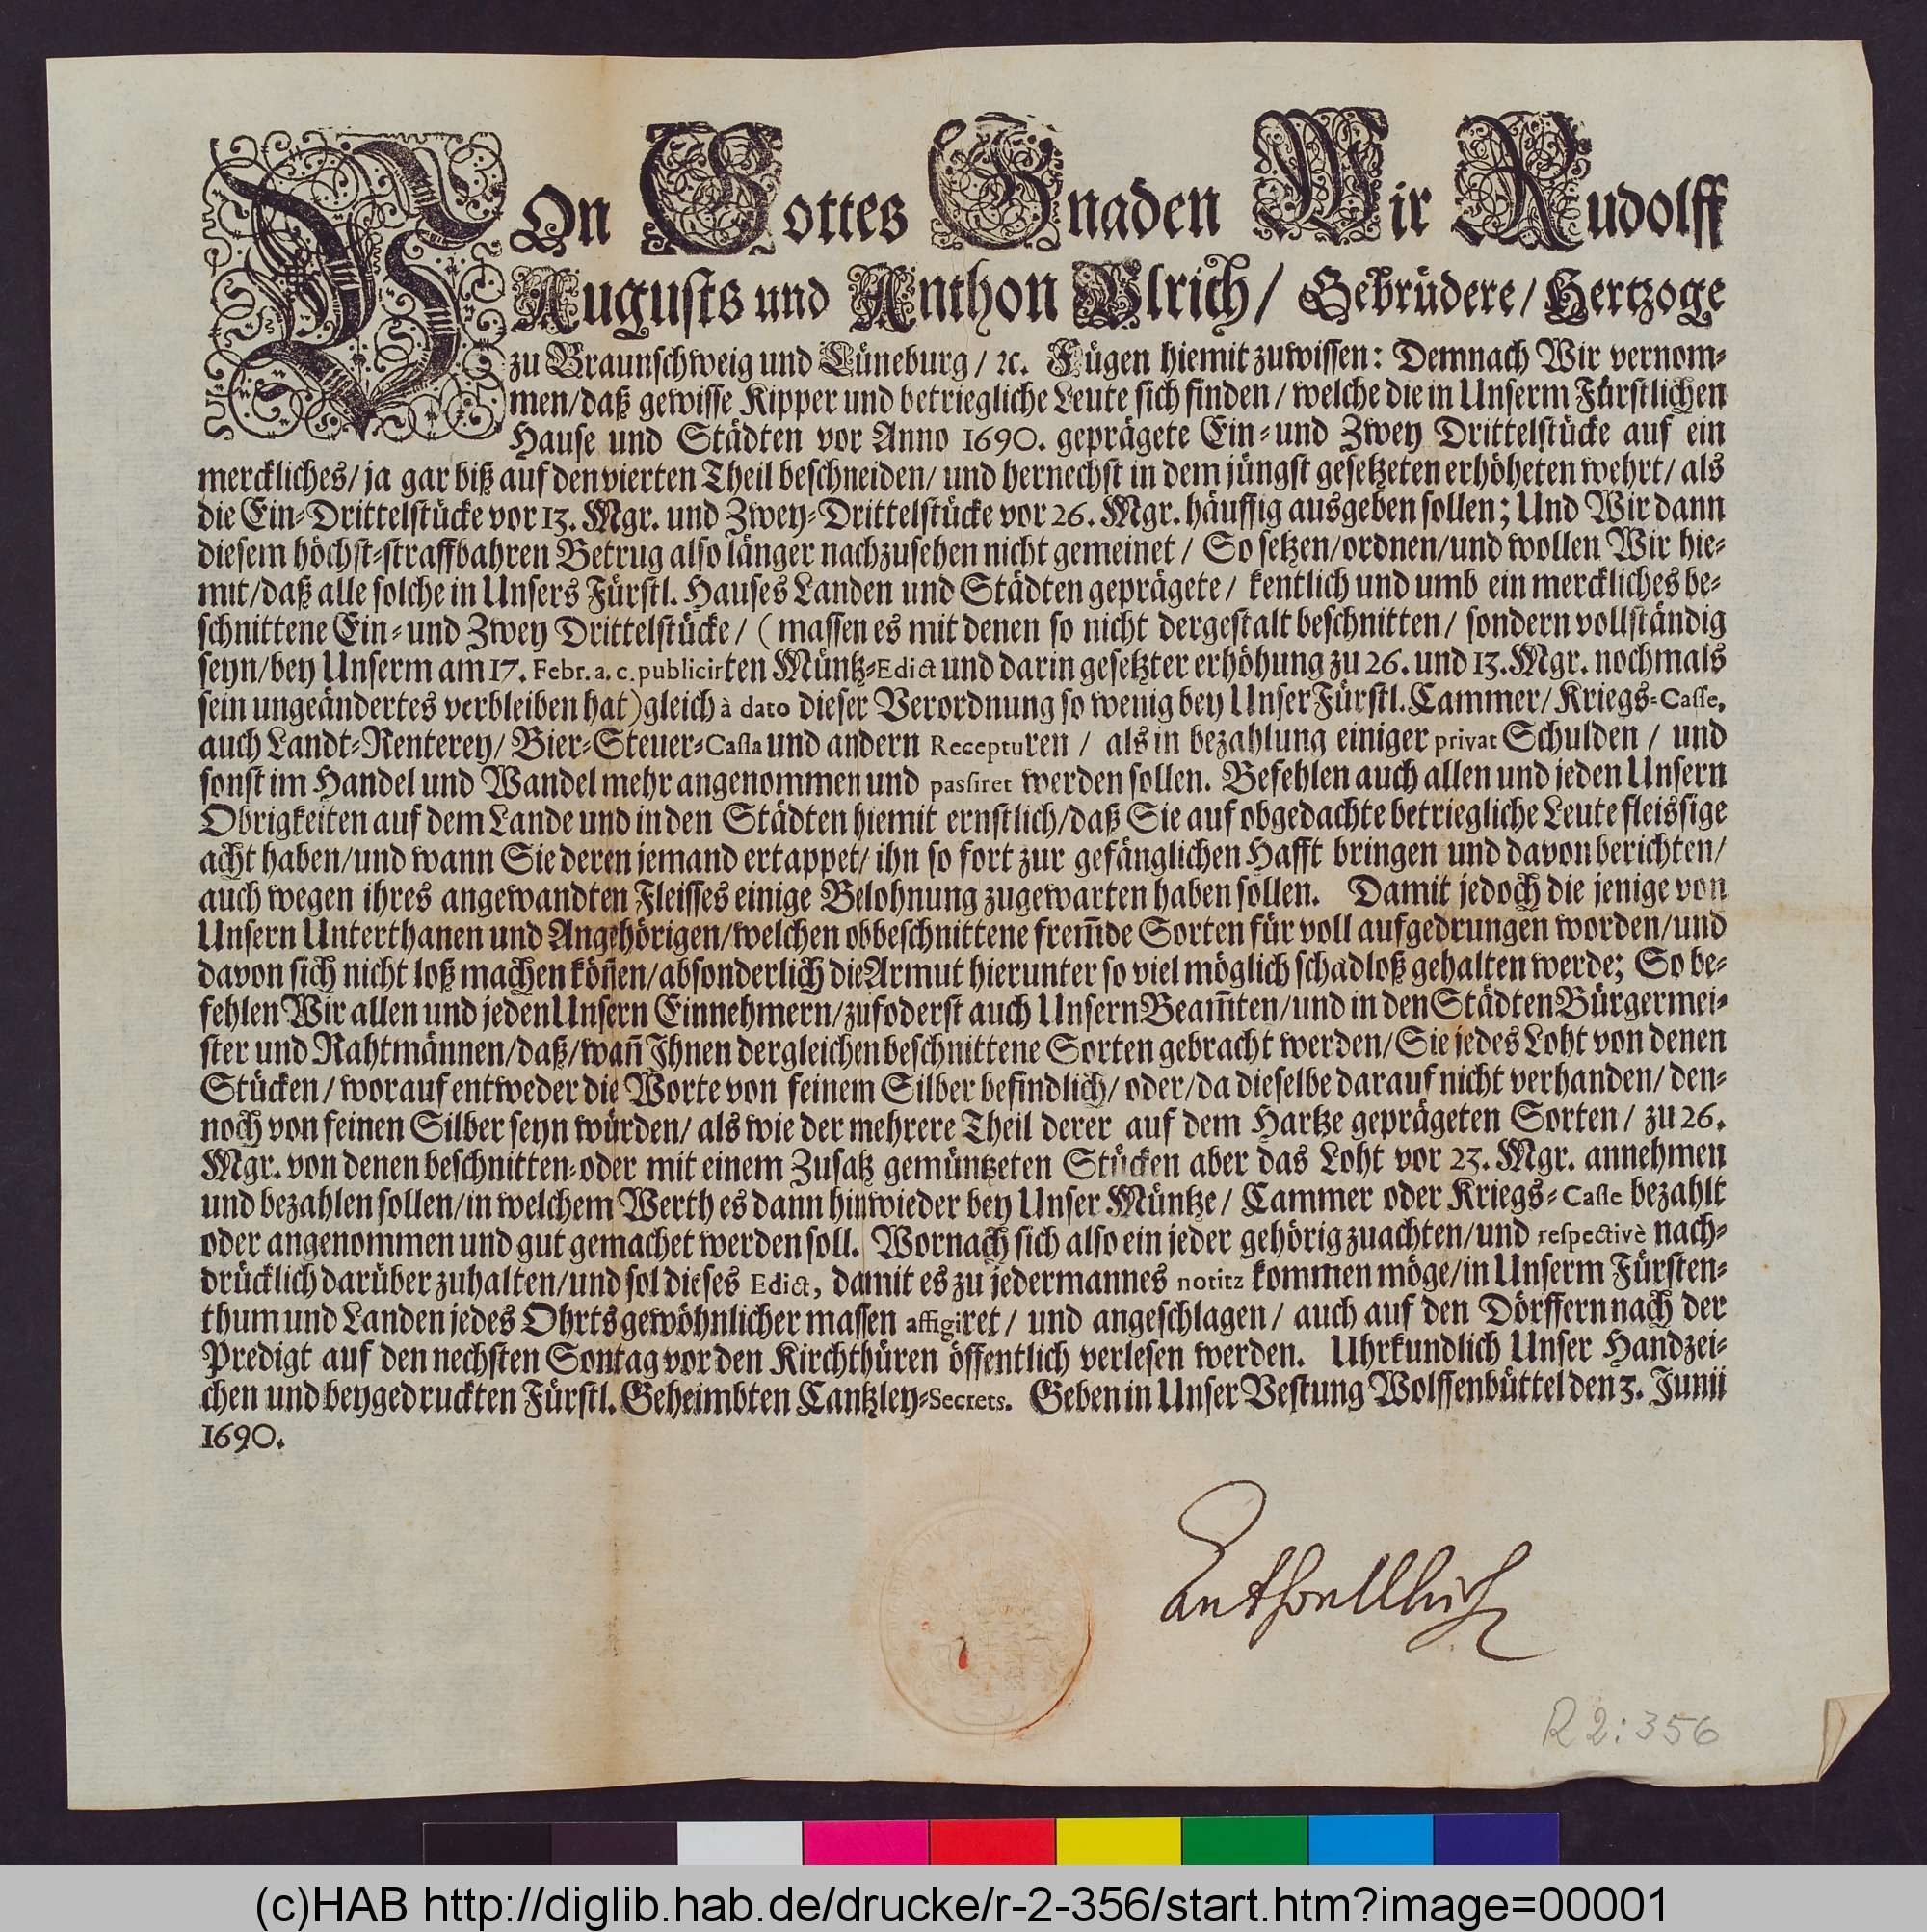 VOn Gottes Gnaden Wir Rudolff
Augusts und Anthon Vlrich / Gebrüdere / Hertzoge
zu Braunschweig und Lüneburg / ꝛc. Fügen hiemit zuwissen: Demnach Wir vernom-
men / daß gewisse Kipper und betriegliche Leute sich finden / welche die in Unserm Fürstlichen
Hause und Städten vor Anno 1690. geprägete Ein- und Zwey Drittelstücke auf ein
merckliches / ja gar biß auf den vierten Theil beschneiden / und hernechst in dem jüngst gesetzeten erhöheten wehrt / als
die Ein-Drittelstücke vor 13. Mgr. und Zwey-Drittelstücke vor 26. Mgr. häuffig ausgeben sollen; Und Wir dann
diesem höchst-straffbahren Betrug also länger nachzusehen nicht gemeinet / So setzen / ordnen / und wollen Wir hie-
mit / daß alle solche in Unsers Fürstl. Hauses Landen und Städten geprägete / kentlich und umb ein merckliches be-
schnittene Ein- und Zwey Drittelstücke / (massen es mit denen so nicht dergestalt beschnitten / sondern vollständig
seyn / bey Unserm am 17. Febr. a. c. publicirten Müntz-Edict und darin gesetzter erhöhung zu 26. und 13. Mgr. nochmals
sein ungeändertes verbleiben hat) gleich à dato dieser Verordnung so wenig bey Unser Fürstl. Cammer / Kriegs-Casse,
auch Landt-Renterey / Bier-Steuer-Cassa und andern Recepturen / als in bezahlung einiger privat Schulden / und
sonst im Handel und Wandel mehr angenommen und passiret werden sollen. Befehlen auch allen und jeden Unsern
Obrigkeiten auf dem Lande und in den Städten hiemit ernstlich / daß Sie auf obgedachte betriegliche Leute fleissige
acht haben / und wann Sie deren jemand ertappet / ihn so fort zur gefänglichen Hafft bringen und davon berichten /
auch wegen ihres angewandten Fleisses einige Belohnung zugewarten haben sollen. Damit jedoch die jenige von
Unsern Unterthanen und Angehörigen / welchen obbeschnittene frem̄de Sorten für voll aufgedrungen worden / und
davon sich nicht loß machen kön̄en / absonderlich die Armut hierunter so viel möglich schadloß gehalten werde; So be-
fehlen Wir allen und jeden Unsern Einnehmern / zufoderst auch Unsern Beam̄ten / und in den Städten Bürgermei-
ster und Rahtmännen / daß / wan̄ Ihnen dergleichen beschnittene Sorten gebracht werden / Sie jedes Loht von denen
Stücken / worauf entweder die Worte von feinem Silber befindlich / oder / da dieselbe darauf nicht verhanden / den-
noch von feinen Silber seyn würden / als wie der mehrere Theil derer auf dem Hartze geprägeten Sorten / zu 26.
Mgr. von denen beschnitten- oder mit einem Zusatz gemüntzeten Stücken aber das Loht vor 23. Mgr. annehmen
und bezahlen sollen / in welchem Werth es dann hinwieder bey Unser Müntze / Cammer oder Kriegs-Casse bezahlt
oder angenommen und gut gemachet werden soll. Wornach sich also ein jeder gehörig zuachten / und respectivè nach-
drücklich darüber zuhalten / und sol dieses Edict, damit es zu jedermannes notitz kommen möge / in Unserm Fürsten-
thum und Landen jedes Ohrts gewöhnlicher massen affigiret / und angeschlagen / auch auf den Dörffern nach der
Predigt auf den nechsten Sontag vor den Kirchthüren öffentlich verlesen werden. Uhrkundlich Unser Handzei-
chen und beygedruckten Fürstl. Geheimbten Cantzley-Secrets. Geben in Unser Vestung Wolffenbüttel den 3. Junii
1690.
AnthonUlrich
R 2:356
(c)HAB http://diglib.hab.de/drucke/r-2-356/start.htm?image=00001